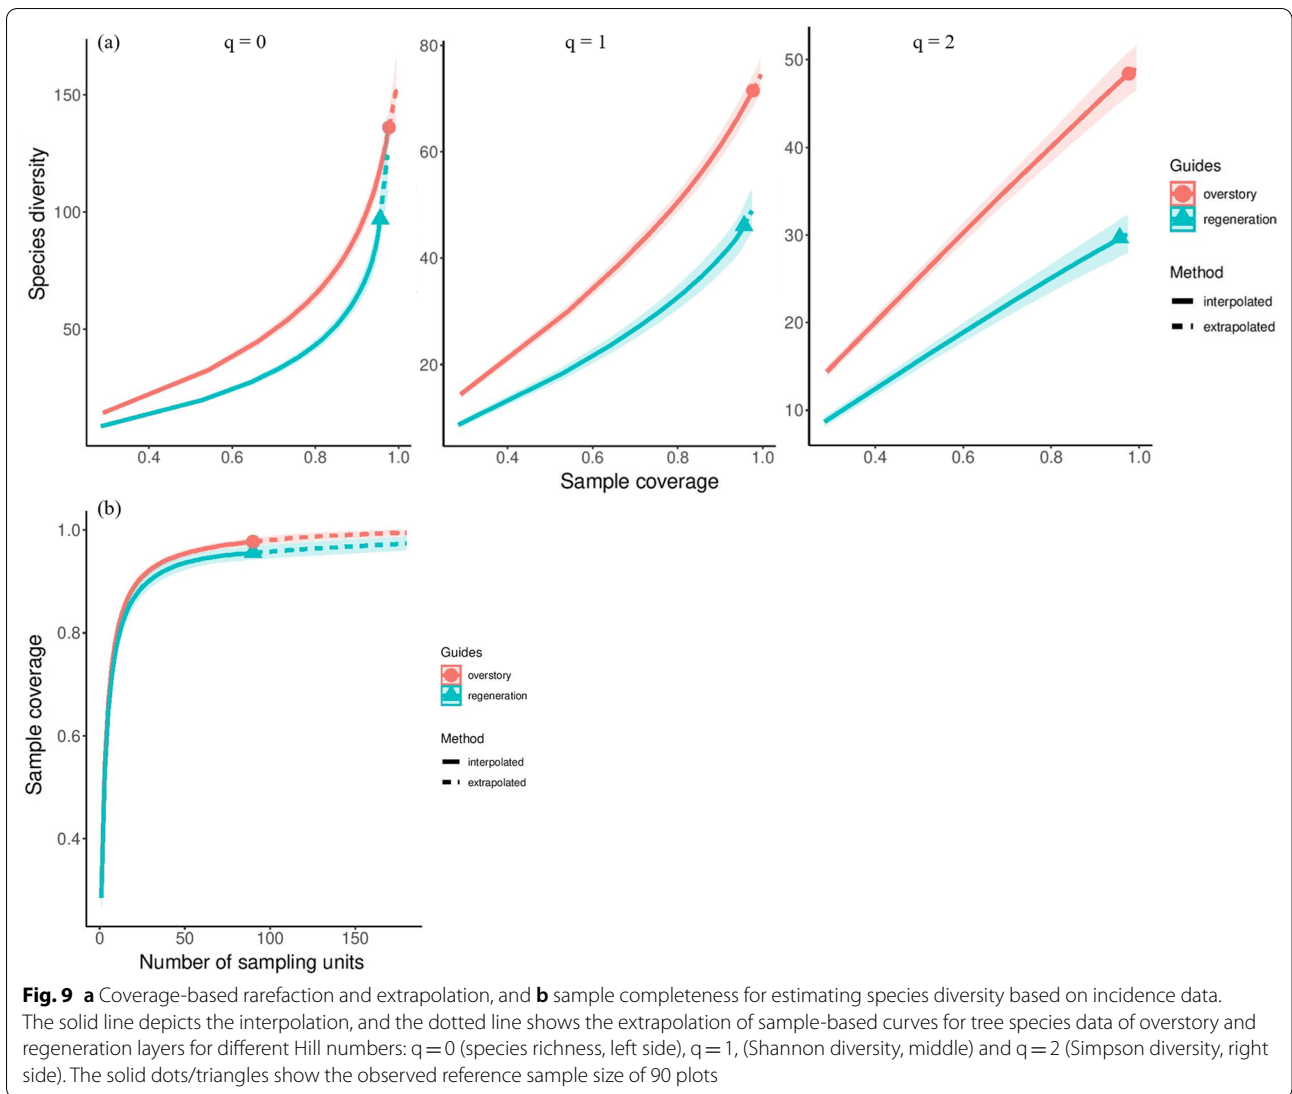 (a)
q = 0
q = 1
q = 2
Species diversity
150
100
50
0.4 0.6 0.8 1.0
80
60
40
20
0.4 0.6 0.8 1.0
50
40
30
20
10
0.4 0.6 0.8 1.0
Sample coverage
Guides
overstory
regeneration
Method
interpolated
extrapolated
(b)
Sample coverage
1.0
0.8
0.6
0.4
0 50 100 150
Number of sampling units
Guides
overstory
regeneration
Method
interpolated
extrapolated
Fig. 9 a Coverage-based rarefaction and extrapolation, and b sample completeness for estimating species diversity based on incidence data.
The solid line depicts the interpolation, and the dotted line shows the extrapolation of sample-based curves for tree species data of overstory and
regeneration layers for different Hill numbers: q = 0 (species richness, left side), q = 1, (Shannon diversity, middle) and q = 2 (Simpson diversity, right
side). The solid dots/triangles show the observed reference sample size of 90 plots